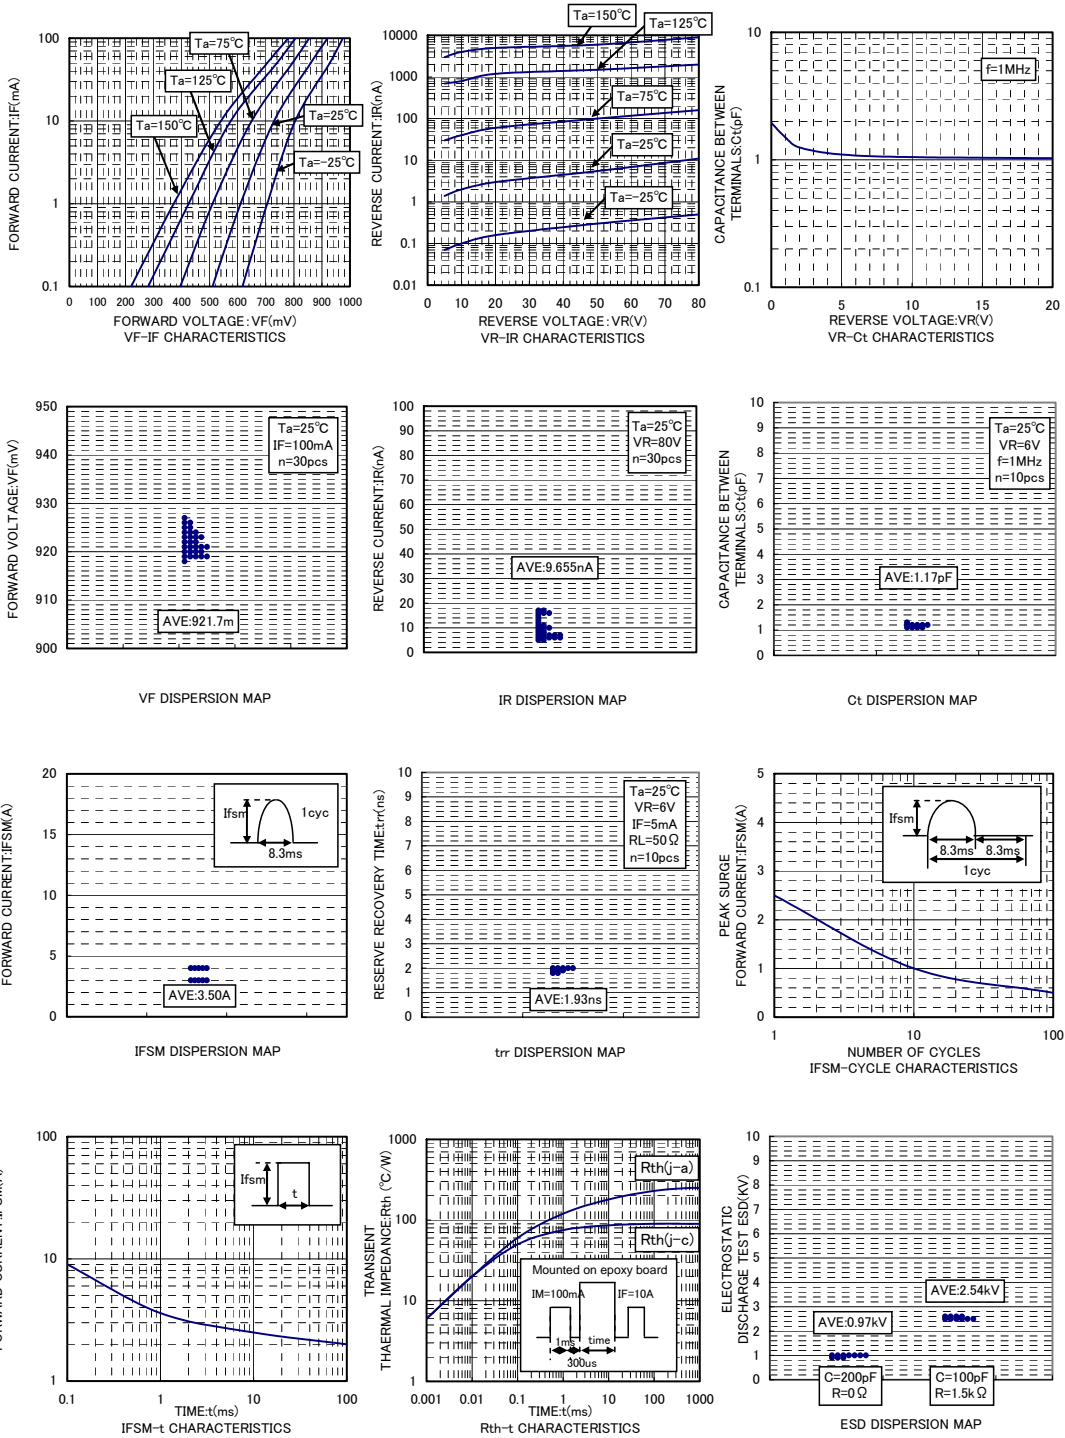 Ta=150℃
Ta=125℃
Ta=75℃
Ta=25℃
Ta=-25℃
FORWARD CURRENT:IF(mA)
100
10
1
0.1
0 100 200 300 400 500 600 700 800 900 1000
FORWARD VOLTAGE:VF(mV)
VF-IF CHARACTERISTICS
Ta=150℃
Ta=125℃
Ta=75℃
Ta=25℃
Ta=-25℃
REVERSE CURRENT:IR(nA)
10000
1000
100
10
1
0.1
0.01
0 10 20 30 40 50 60 70 80
REVERSE VOLTAGE:VR(V)
VR-IR CHARACTERISTICS
f=1MHz
CAPACITANCE BETWEEN
TERMINALS:Ct(pF)
10
1
0.1
0 5 10 15 20
REVERSE VOLTAGE:VR(V)
VR-Ct CHARACTERISTICS
FORWARD VOLTAGE:VF(mV)
950
940
930
920
910
900
Ta=25℃
IF=100mA
n=30pcs
AVE:921.7m
VF DISPERSION MAP
REVERSE CURRENT:IR(nA)
100
90
80
70
60
50
40
30
20
10
0
Ta=25℃
VR=80V
n=30pcs
AVE:9.655nA
IR DISPERSION MAP
CAPACITANCE BETWEEN
TERMINALS:Ct(pF)
10
9
8
7
6
5
4
3
2
1
0
Ta=25℃
VR=6V
f=1MHz
n=10pcs
AVE:1.17pF
Ct DISPERSION MAP
FORWARD CURRENT:IFSM(A)
20
15
10
5
0
Ifsm
1cyc
8.3ms
AVE:3.50A
IFSM DISPERSION MAP
RESERVE RECOVERY TIME:trr(ns)
10
9
8
7
6
5
4
3
2
1
0
Ta=25℃
VR=6V
IF=5mA
RL=50Ω
n=10pcs
AVE:1.93ns
trr DISPERSION MAP
PEAK SURGE
FORWARD CURRENT:IFSM(A)
5
4
3
2
1
0
Ifsm
8.3ms 8.3ms
1cyc
1 10 100
NUMBER OF CYCLES
IFSM-CYCLE CHARACTERISTICS
100
10
1
Ifsm
t
0.1 1 10 100
TIME:t(ms)
IFSM-t CHARACTERISTICS
TRANSIENT
THAERMAL IMPEDANCE:Rth (℃/W)
1000
100
10
1
Rth(j-a)
Rth(j-c)
Mounted on epoxy board
IM=100mA IF=10A
1ms time
300us
0.001 0.01 0.1 1 10 100 1000
TIME:t(ms)
Rth-t CHARACTERISTICS
ELECTROSTATIC
DISCHARGE TEST ESD(KV)
10
9
8
7
6
5
4
3
2
1
0
AVE:2.54kV
AVE:0.97kV
C=200pF
R=0Ω
C=100pF
R=1.5kΩ
ESD DISPERSION MAP